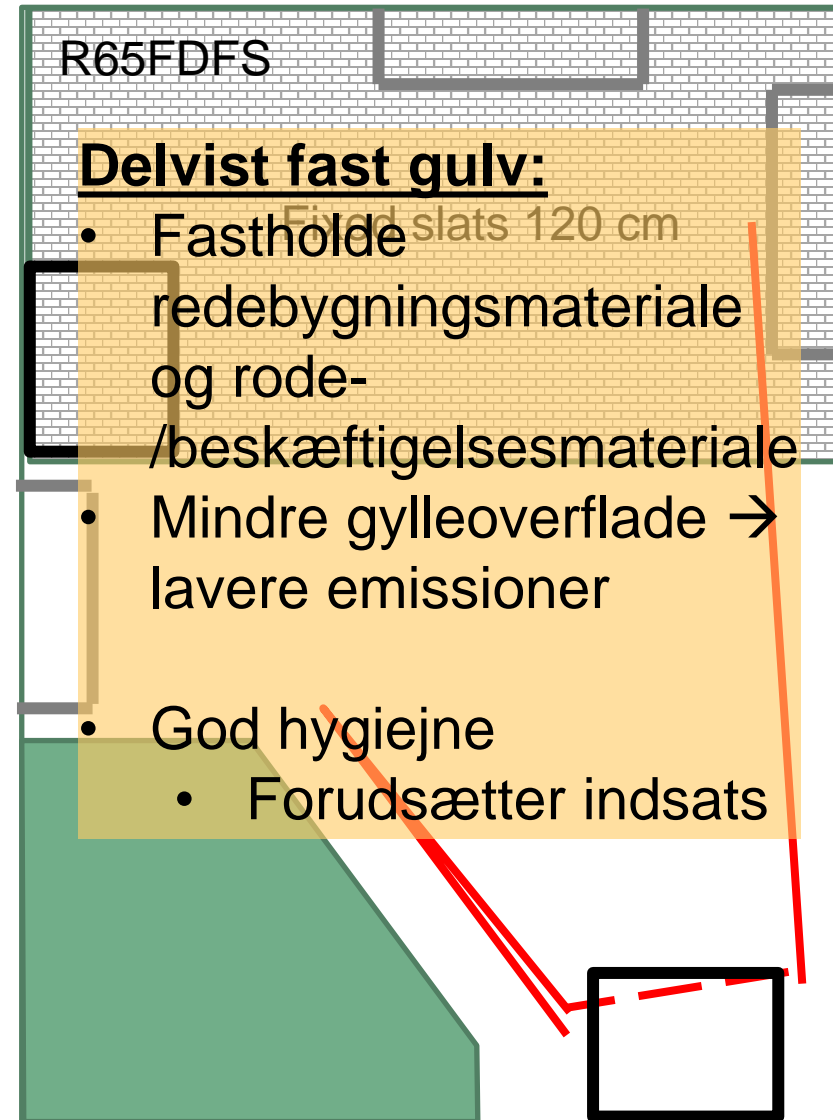 R65FDFS
Delvist fast gulv:
Fixed slats 120 cm
• Fastholde
redebygningsmateriale
og rode-
/beskæftigelsesmateriale
• Mindre gylleoverflade →
lavere emissioner
• God hygiejne
• Forudsætter indsats